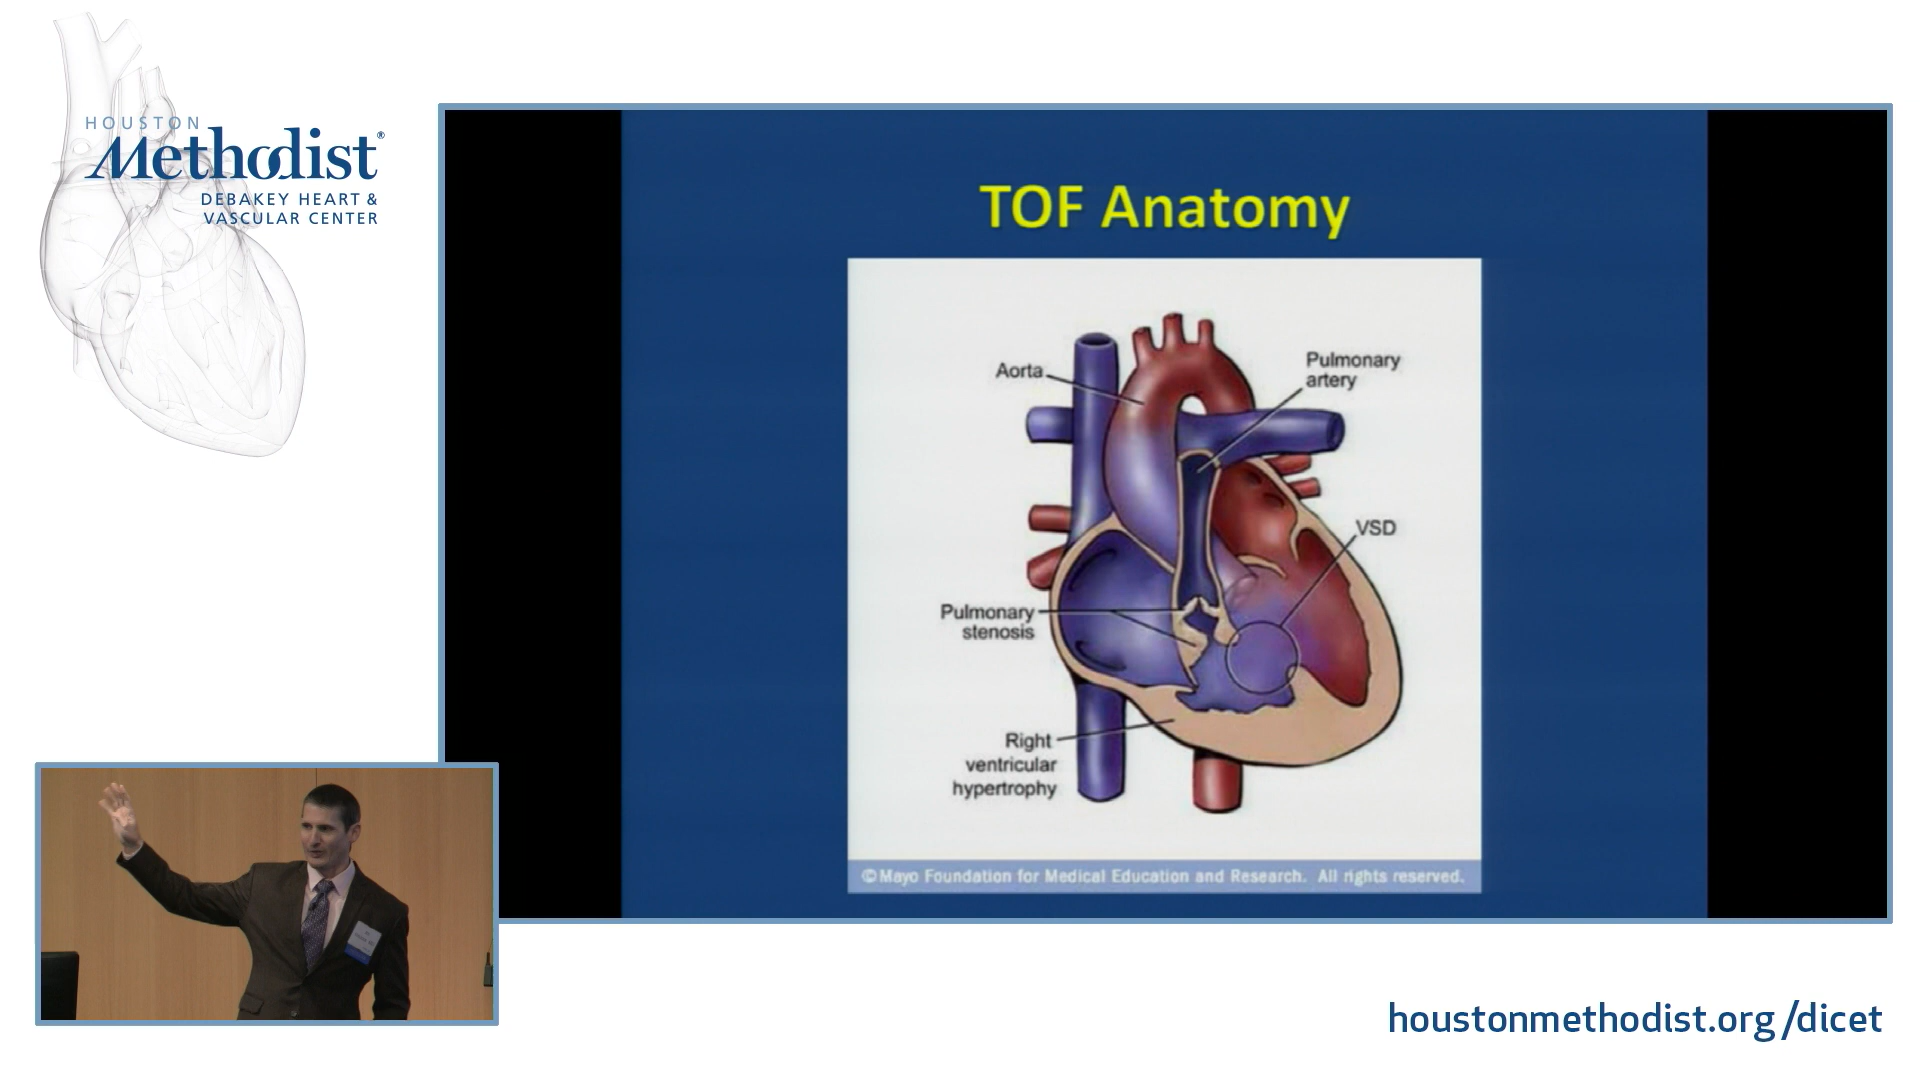 HOUSTON
Methodist®
DEBAKEY HEART &
VASCULAR CENTER
TOF Anatomy
Aorta
Pulmonary
artery
VSD
Pulmonary
stenosis
Right
ventricular
hypertrophy
©Mayo Foundation for Medical Education and Research. All rights reserved.
houstonmethodist.org/dicet